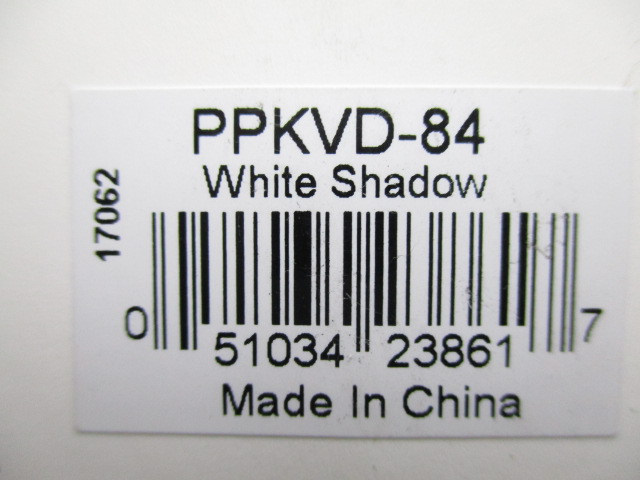 PPKVD-84
White Shadow
17062
0 51034 23861 7
Made In China